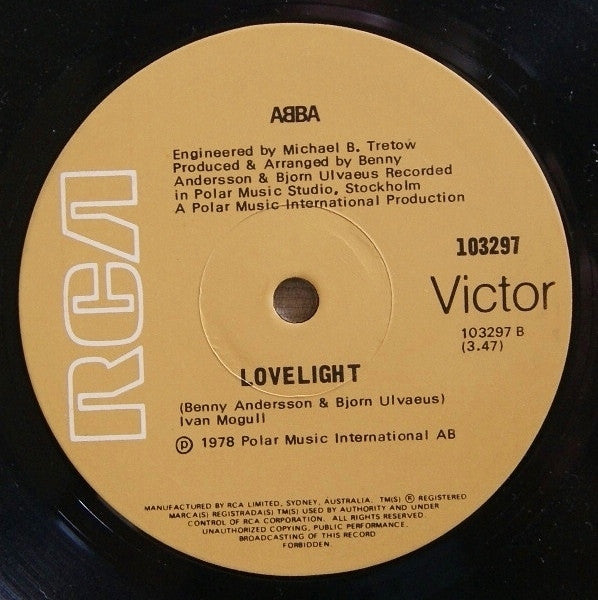 RCA
ABBA
Engineered by Michael B. Tretow
Produced & Arranged by Benny
Andersson & Bjorn Ulvaeus Recorded
in Polar Music Studio, Stockholm
A Polar Music International Production
103297
Victor
103297 B
(3.47)
LOVELIGHT
(Benny Andersson & Bjorn Ulvaeus)
Ivan Mogull
Ⓟ 1978 Polar Music International AB
MANUFACTURED BY RCA LIMITED, SYDNEY, AUSTRALIA. TM(S) ® REGISTERED
MARCA(S) REGISTRADA(S) TM(S) USED BY AUTHORITY AND UNDER
CONTROL OF RCA CORPORATION. ALL RIGHTS RESERVED.
UNAUTHORIZED COPYING, PUBLIC PERFORMANCE,
BROADCASTING OF THIS RECORD
FORBIDDEN.